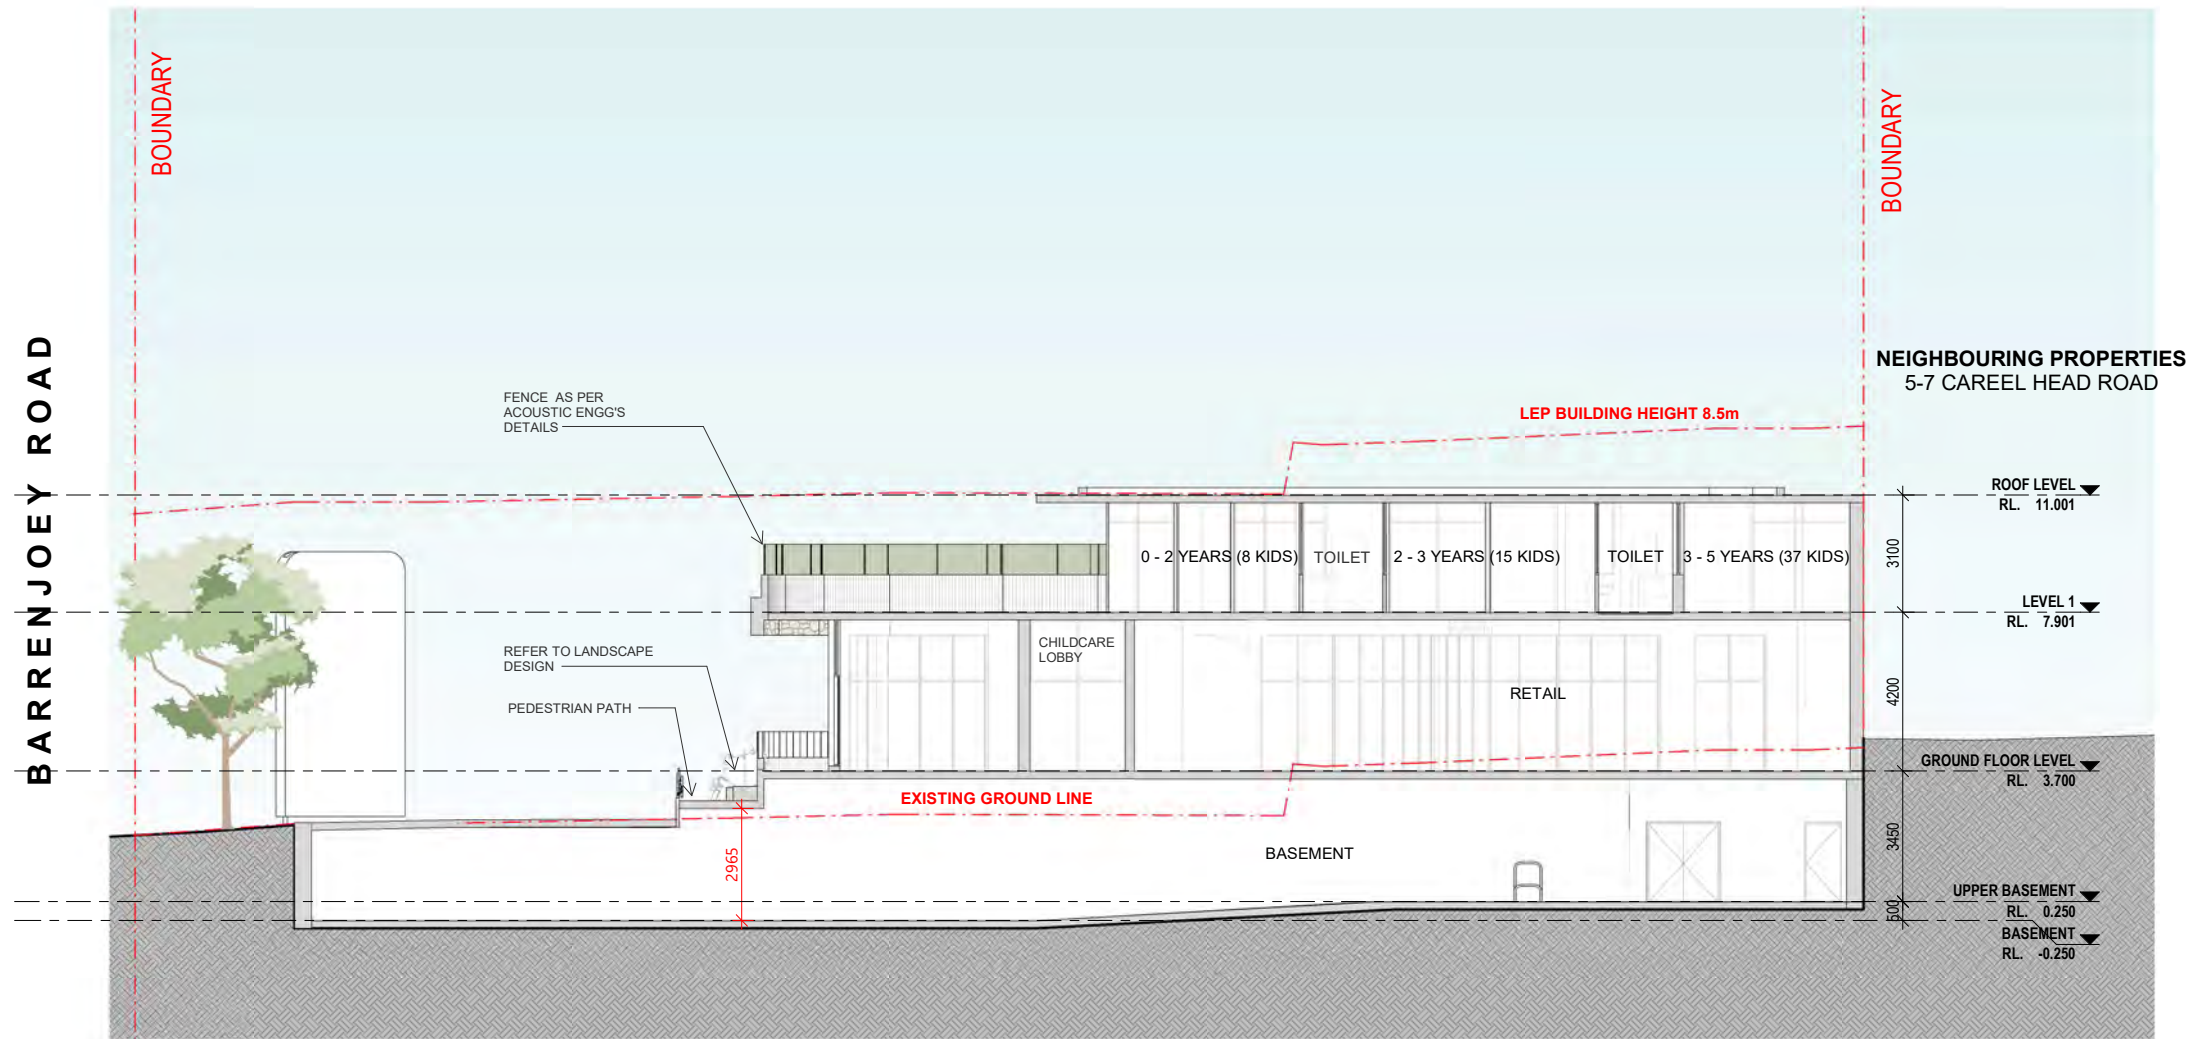 BOUNDARY
BOUNDARY
BARRENJOEY ROAD
NEIGHBOURING PROPERTIES
5-7 CAREEL HEAD ROAD
FENCE AS PER
ACOUSTIC ENGG'S
DETAILS
LEP BUILDING HEIGHT 8.5m
ROOF LEVEL
RL. 11.001
0 - 2 YEARS (8 KIDS)
TOILET
2 - 3 YEARS (15 KIDS)
TOILET
3 - 5 YEARS (37 KIDS)
3100
LEVEL 1
RL. 7.901
CHILDCARE
LOBBY
REFER TO LANDSCAPE
DESIGN
PEDESTRIAN PATH
RETAIL
4200
GROUND FLOOR LEVEL
RL. 3.700
EXISTING GROUND LINE
2965
BASEMENT
3450
UPPER BASEMENT
RL. 0.250
500
BASEMENT
RL. -0.250